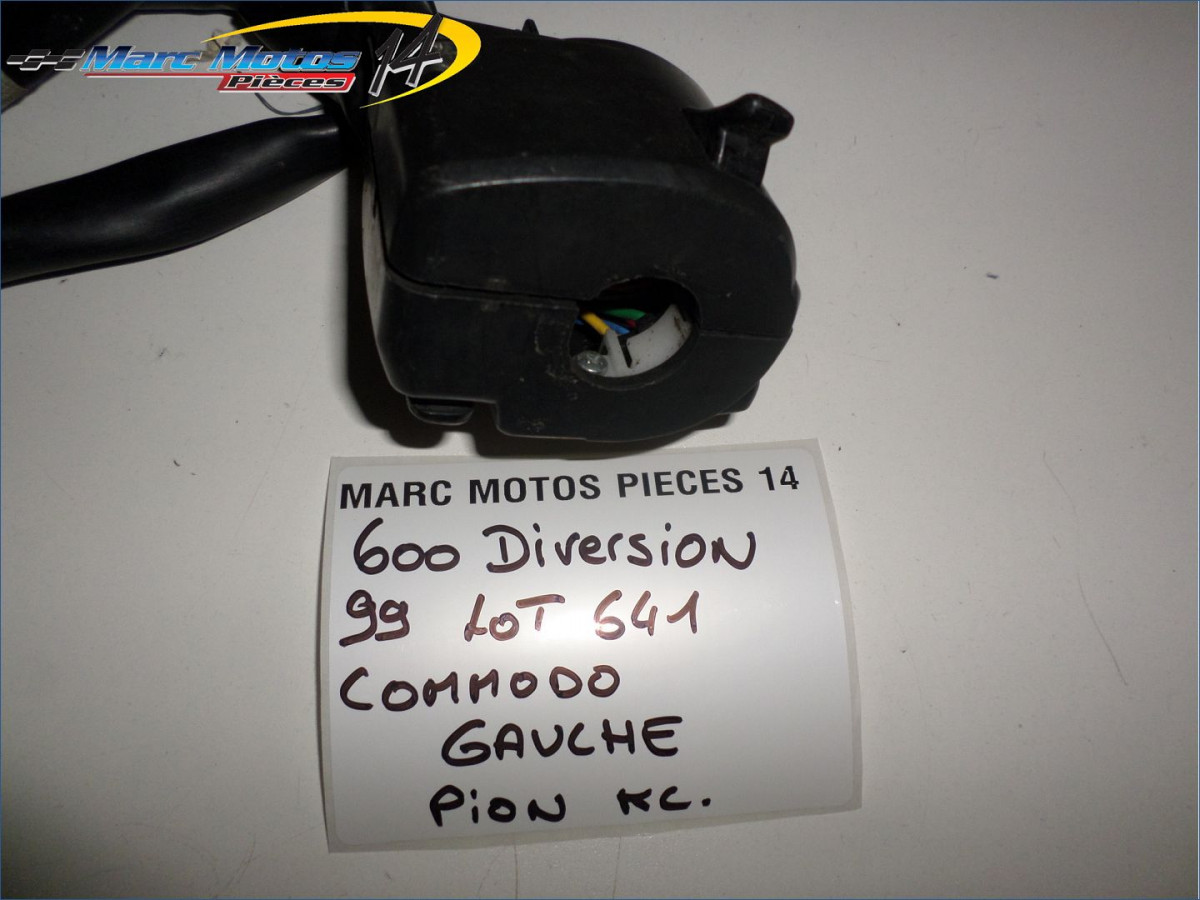 Marc Motos 14
Pièces
MARC MOTOS PIECES 14
600 Diversion
99 LOT 641
COMMODO
GAUCHE
PiON KC.